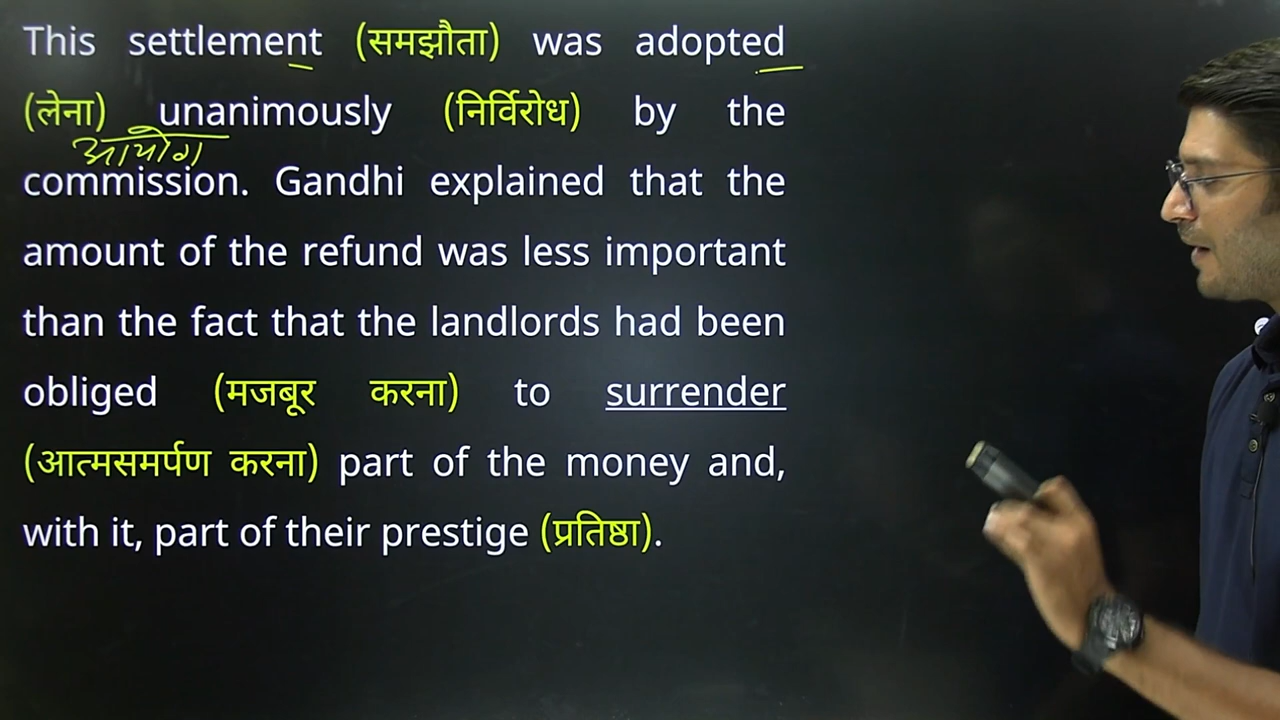 This settlement (समझौता) was adopted
(लेना) unanimously (निर्विरोध) by the
आयोग
commission. Gandhi explained that the
amount of the refund was less important
than the fact that the landlords had been
obliged (मजबूर करना) to surrender
(आत्मसमर्पण करना) part of the money and,
with it, part of their prestige (प्रतिष्ठा).